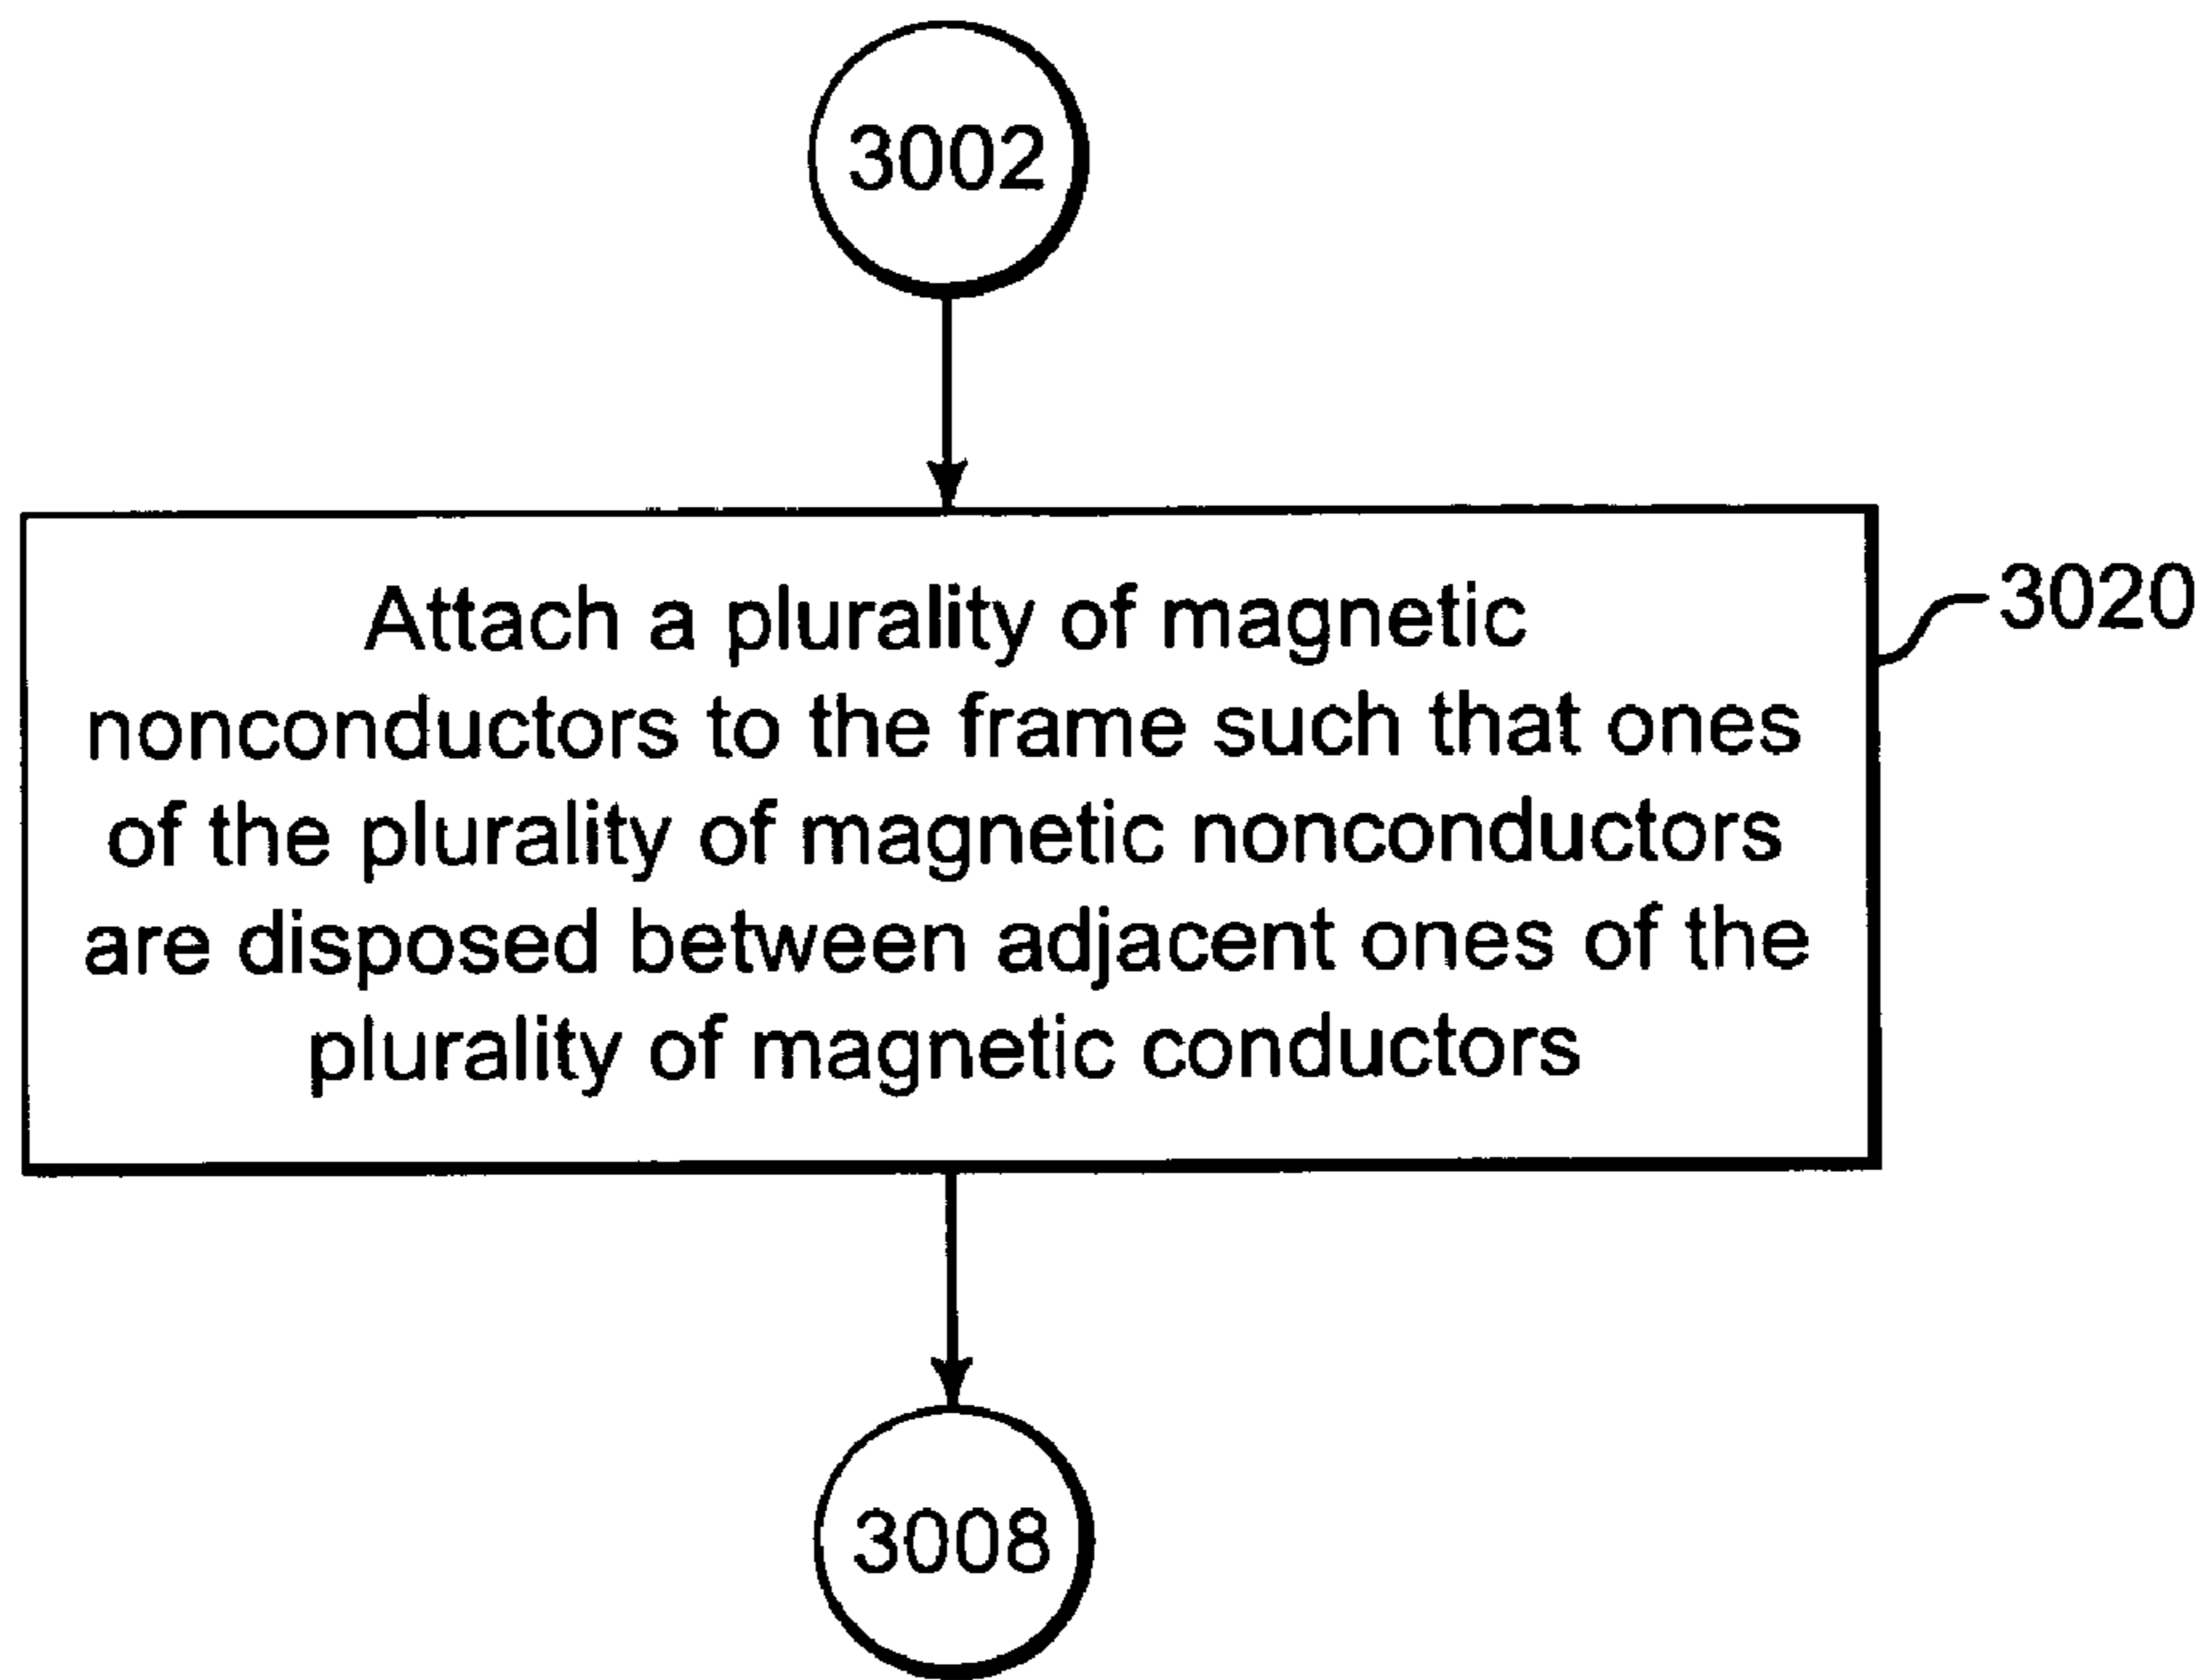 3002
Attach a plurality of magnetic
nonconductors to the frame such that ones
of the plurality of magnetic nonconductors
are disposed between adjacent ones of the
plurality of magnetic conductors
3020
3008